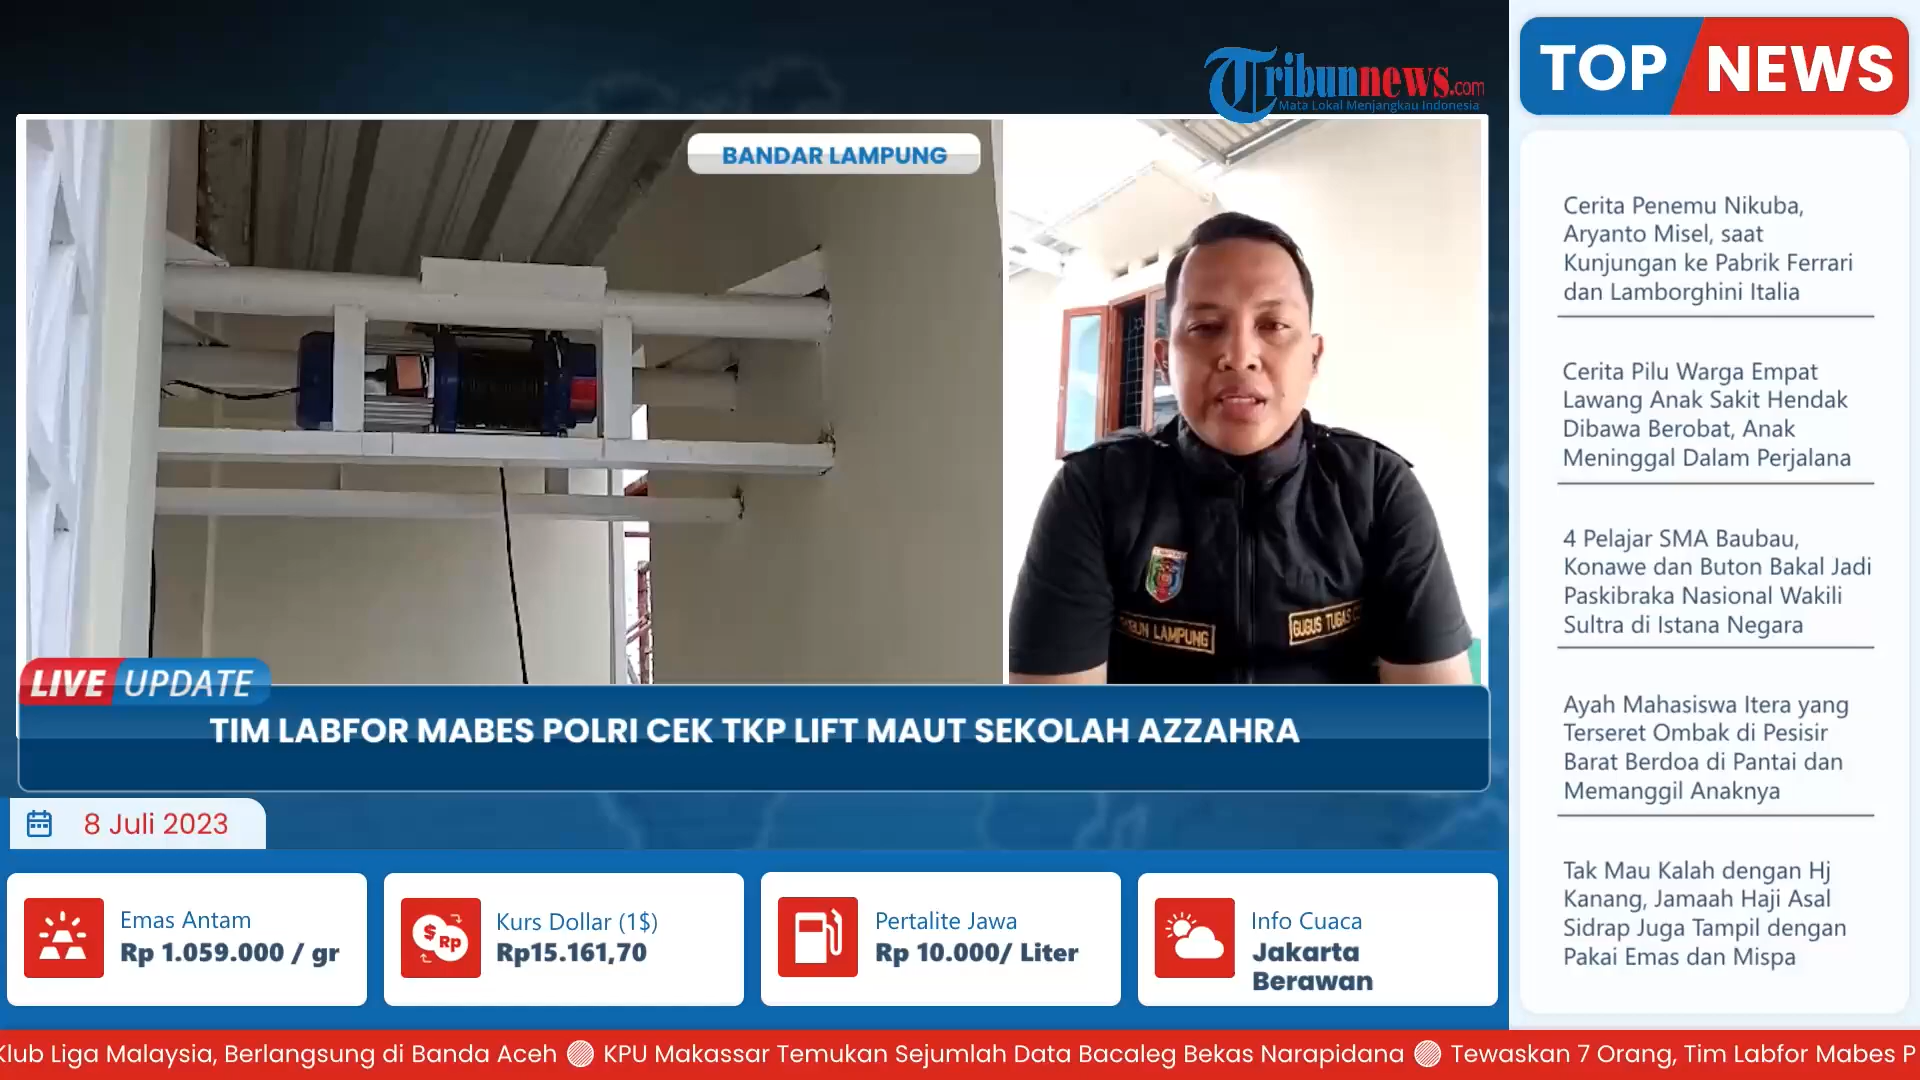 Tribunnews.com
Mata Lokal Menjangkau Indonesia
BANDAR LAMPUNG
LAMPUNG
GUGUS TUGAS
LIVE UPDATE
TIM LABFOR MABES POLRI CEK TKP LIFT MAUT SEKOLAH AZZAHRA
8 Juli 2023
Emas Antam
Rp 1.059.000 / gr
Kurs Dollar (1$)
Rp15.161,70
Pertalite Jawa
Rp 10.000/ Liter
Info Cuaca
Jakarta
Berawan
TOP NEWS
Cerita Penemu Nikuba,
Aryanto Misel, saat
Kunjungan ke Pabrik Ferrari
dan Lamborghini Italia
Cerita Pilu Warga Empat
Lawang Anak Sakit Hendak
Dibawa Berobat, Anak
Meninggal Dalam Perjalana
4 Pelajar SMA Baubau,
Konawe dan Buton Bakal Jadi
Paskibraka Nasional Wakili
Sultra di Istana Negara
Ayah Mahasiswa Itera yang
Terseret Ombak di Pesisir
Barat Berdoa di Pantai dan
Memanggil Anaknya
Tak Mau Kalah dengan Hj
Kanang, Jamaah Haji Asal
Sidrap Juga Tampil dengan
Pakai Emas dan Mispa
Klub Liga Malaysia, Berlangsung di Banda Aceh KPU Makassar Temukan Sejumlah Data Bacaleg Bekas Narapidana Tewaskan 7 Orang, Tim Labfor Mabes P